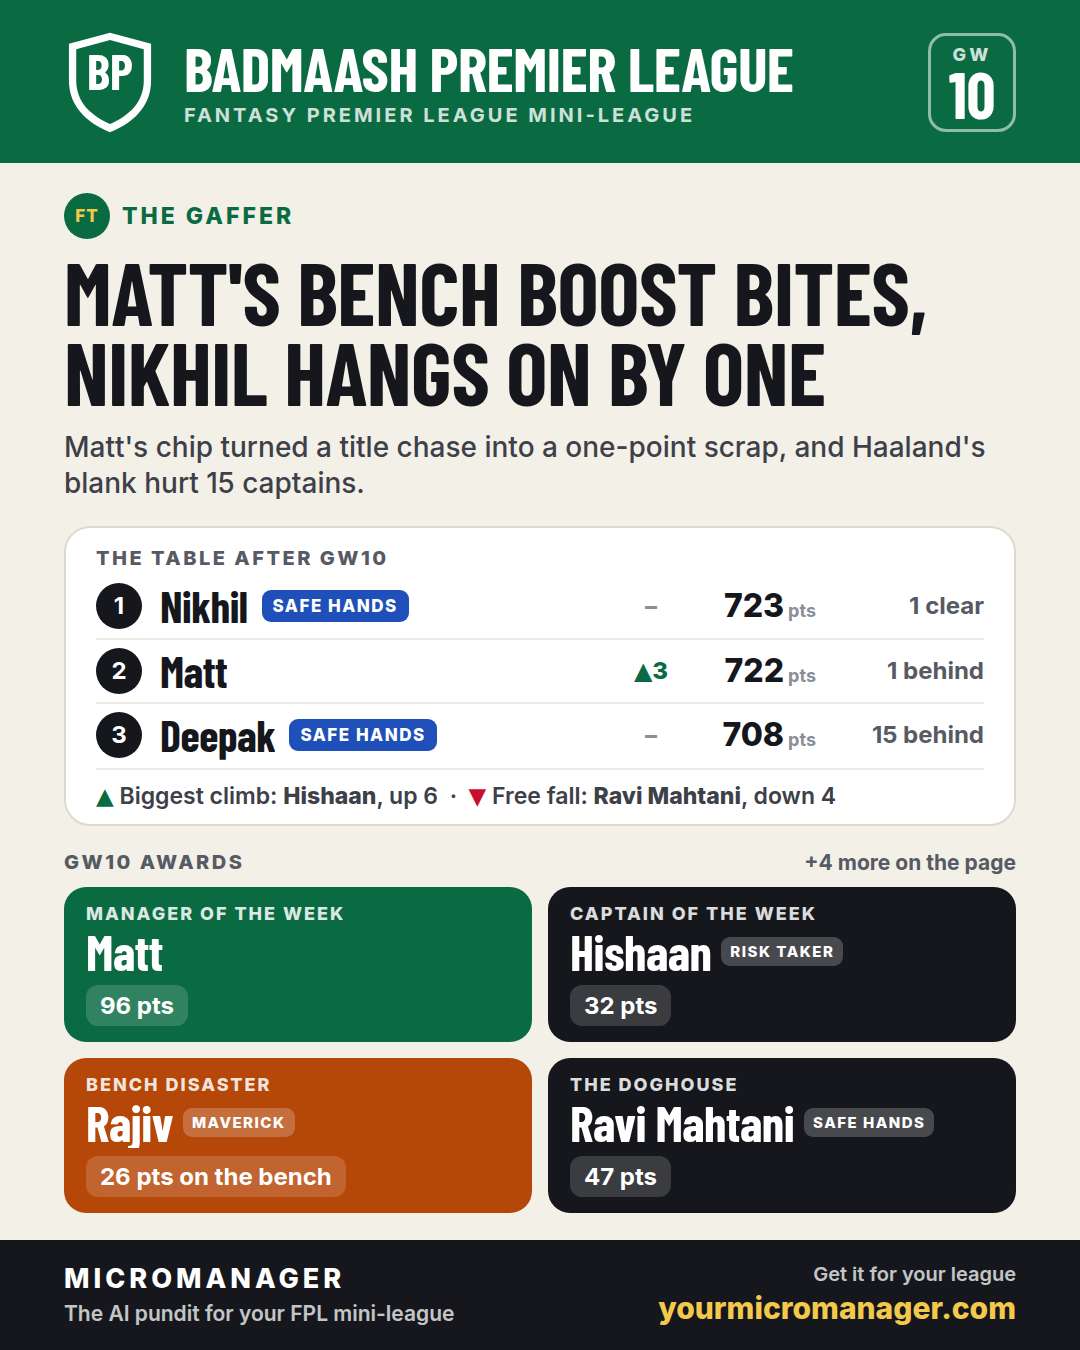 BP
BADMAASH PREMIER LEAGUE
FANTASY PREMIER LEAGUE MINI-LEAGUE
GW
10
FT THE GAFFER
MATT'S BENCH BOOST BITES,
NIKHIL HANGS ON BY ONE
Matt's chip turned a title chase into a one-point scrap, and Haaland's
blank hurt 15 captains.
THE TABLE AFTER GW10
1 Nikhil SAFE HANDS – 723 pts 1 clear
2 Matt ▲3 722 pts 1 behind
3 Deepak SAFE HANDS – 708 pts 15 behind
▲ Biggest climb: Hishaan, up 6 · ▼ Free fall: Ravi Mahtani, down 4
GW10 AWARDS +4 more on the page
MANAGER OF THE WEEK
Matt
96 pts
CAPTAIN OF THE WEEK
Hishaan RISK TAKER
32 pts
BENCH DISASTER
Rajiv MAVERICK
26 pts on the bench
THE DOGHOUSE
Ravi Mahtani SAFE HANDS
47 pts
MICROMANAGER
The AI pundit for your FPL mini-league
Get it for your league
yourmicromanager.com